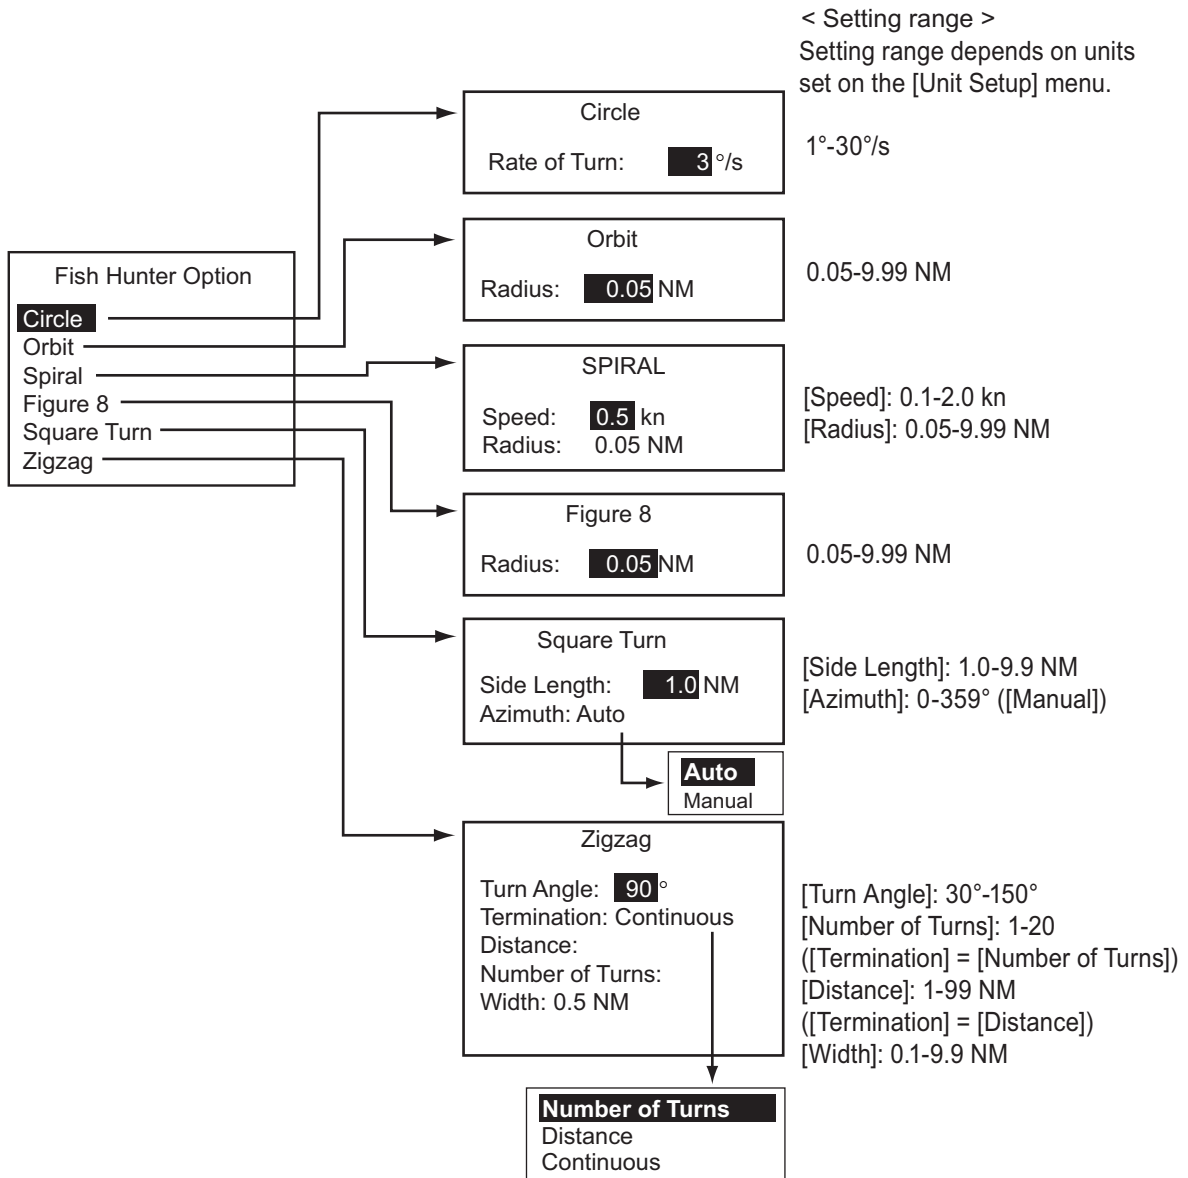 < Setting range >
Setting range depends on units
set on the [Unit Setup] menu.
Fish Hunter Option
Circle
Orbit
Spiral
Figure 8
Square Turn
Zigzag
Circle
Rate of Turn: 3 °/s
1°-30°/s
Orbit
Radius: 0.05 NM
0.05-9.99 NM
SPIRAL
Speed: 0.5 kn
Radius: 0.05 NM
[Speed]: 0.1-2.0 kn
[Radius]: 0.05-9.99 NM
Figure 8
Radius: 0.05 NM
0.05-9.99 NM
Square Turn
Side Length: 1.0 NM
Azimuth: Auto
[Side Length]: 1.0-9.9 NM
[Azimuth]: 0-359° ([Manual])
Auto
Manual
Zigzag
Turn Angle: 90 °
Termination: Continuous
Distance:
Number of Turns:
Width: 0.5 NM
[Turn Angle]: 30°-150°
[Number of Turns]: 1-20
([Termination] = [Number of Turns])
[Distance]: 1-99 NM
([Termination] = [Distance])
[Width]: 0.1-9.9 NM
Number of Turns
Distance
Continuous